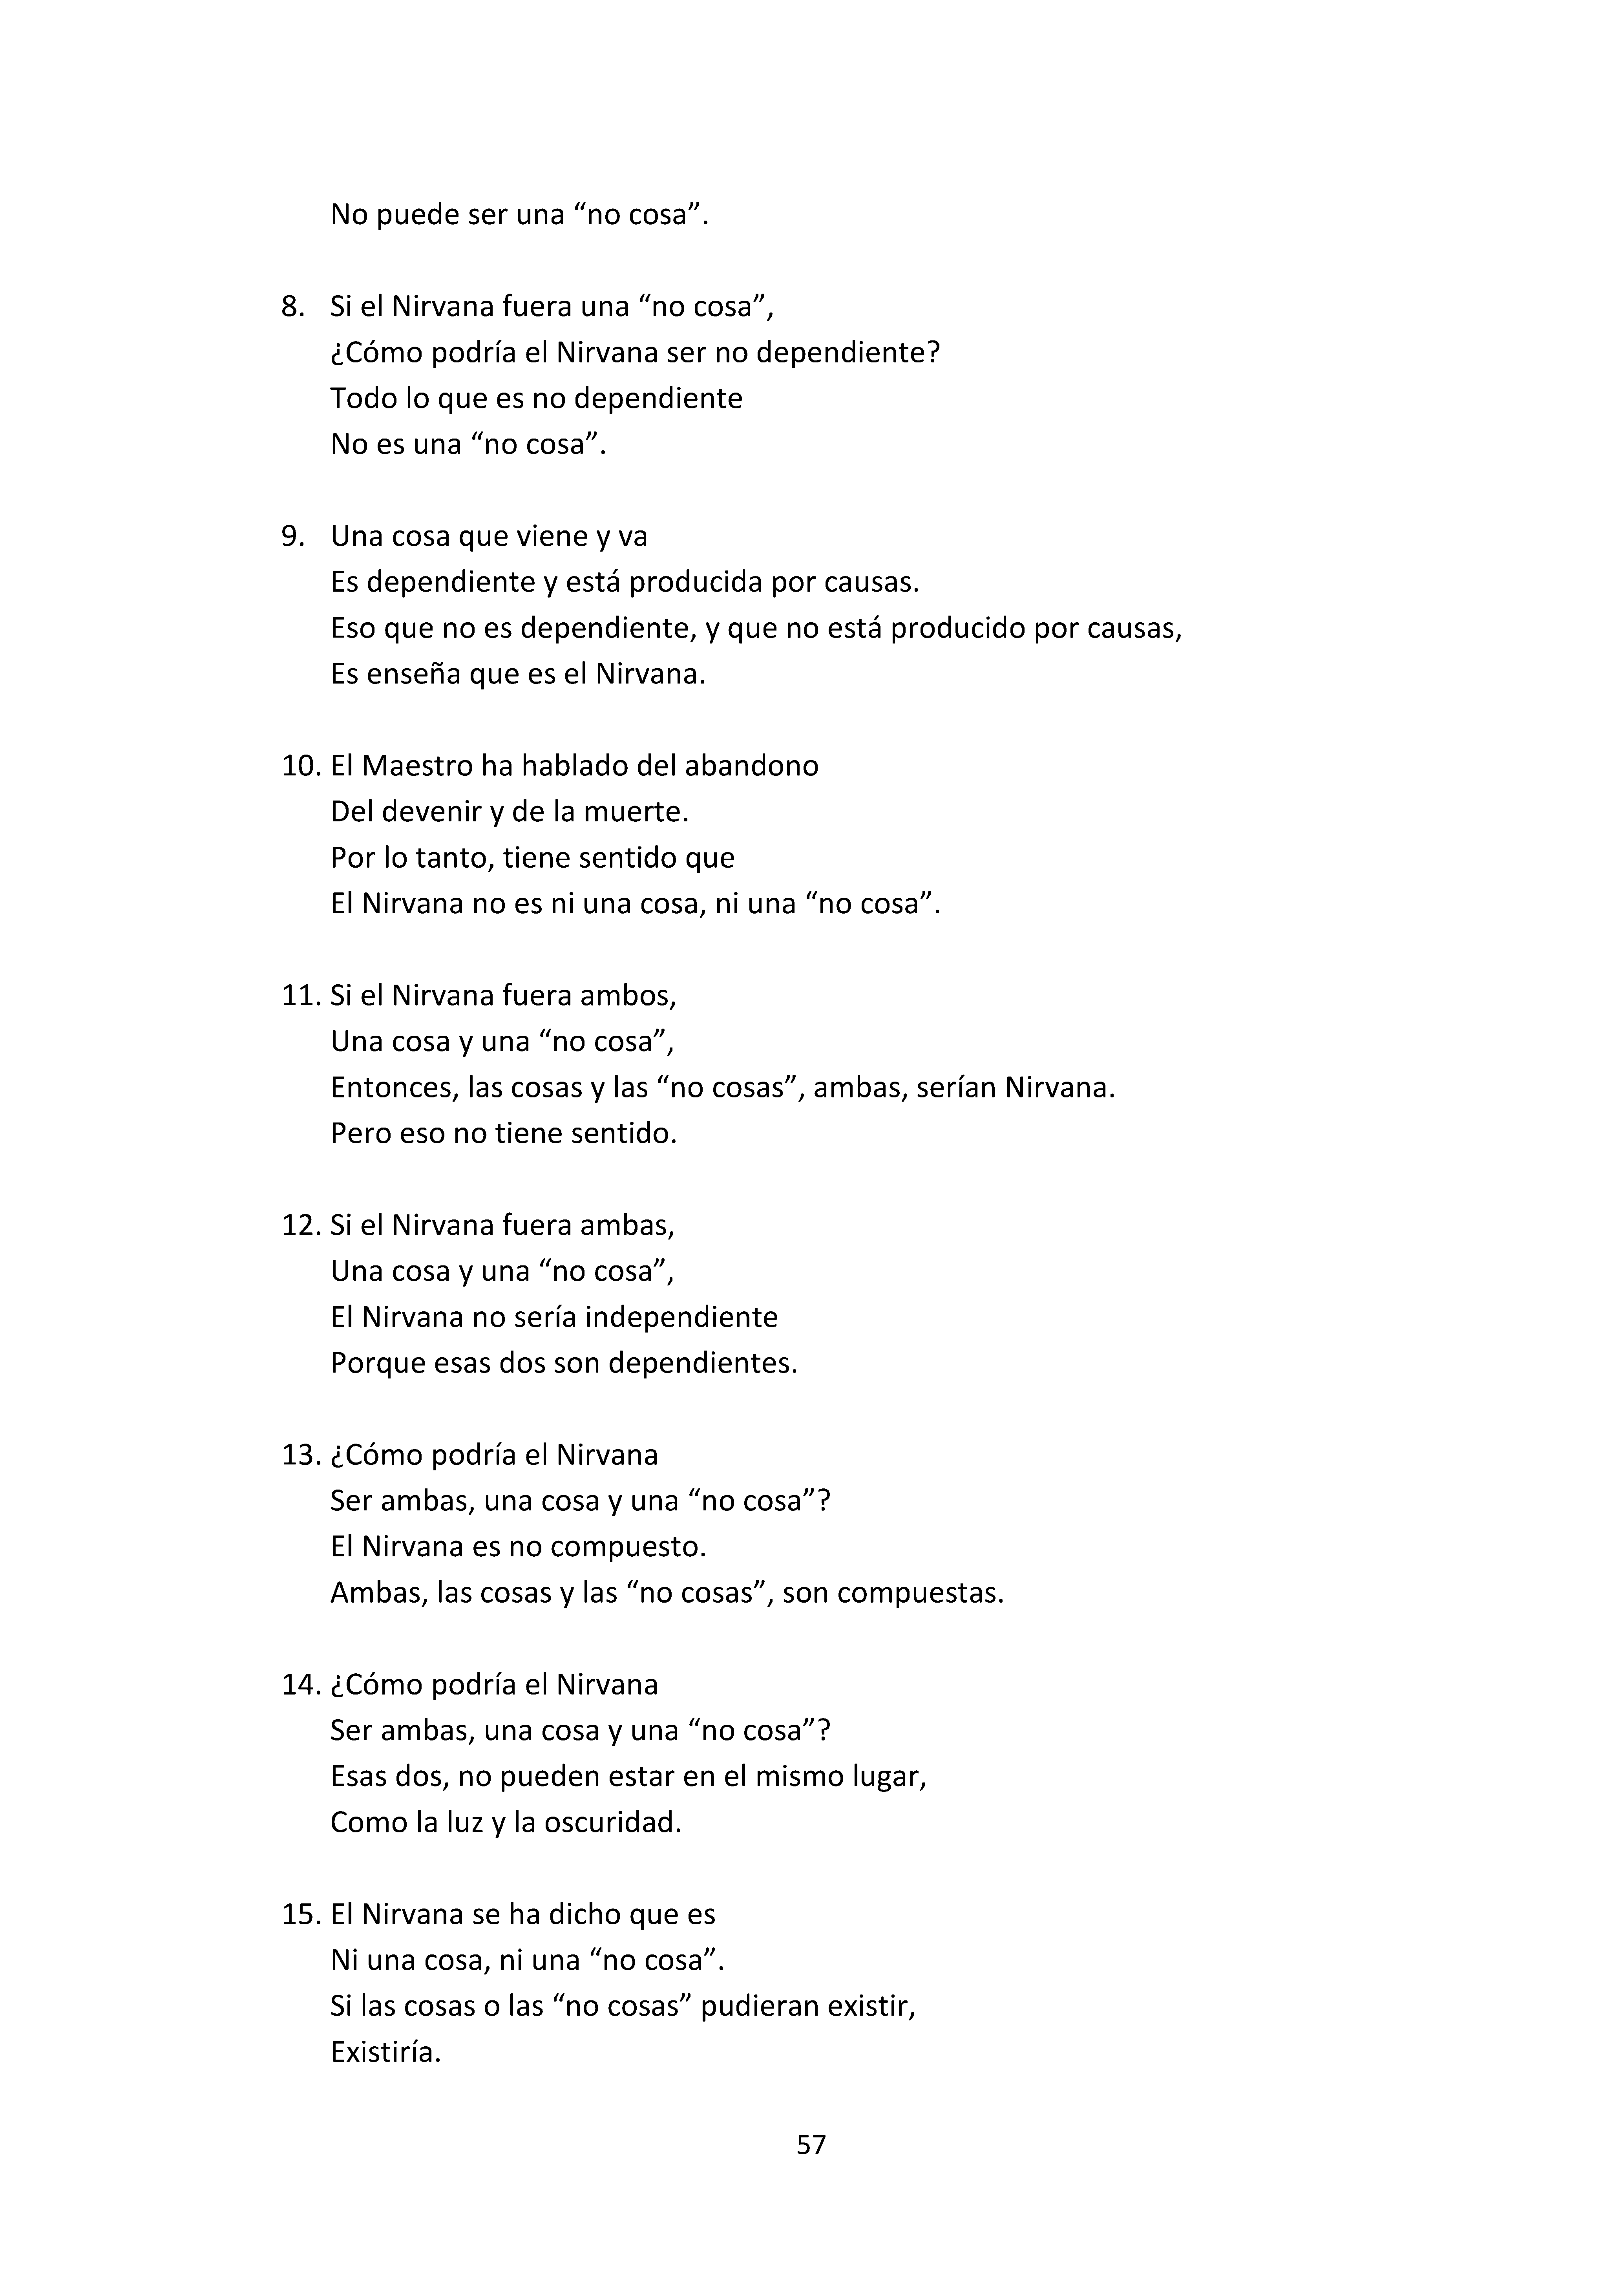 No puede ser una “no cosa”.
8. Si el Nirvana fuera una “no cosa”,
¿Cómo podría el Nirvana ser no dependiente?
Todo lo que es no dependiente
No es una “no cosa”.
9. Una cosa que viene y va
Es dependiente y está producida por causas.
Eso que no es dependiente, y que no está producido por causas,
Es enseña que es el Nirvana.
10. El Maestro ha hablado del abandono
Del devenir y de la muerte.
Por lo tanto, tiene sentido que
El Nirvana no es ni una cosa, ni una “no cosa”.
11. Si el Nirvana fuera ambos,
Una cosa y una “no cosa”,
Entonces, las cosas y las “no cosas”, ambas, serían Nirvana.
Pero eso no tiene sentido.
12. Si el Nirvana fuera ambas,
Una cosa y una “no cosa”,
El Nirvana no sería independiente
Porque esas dos son dependientes.
13. ¿Cómo podría el Nirvana
Ser ambas, una cosa y una “no cosa”?
El Nirvana es no compuesto.
Ambas, las cosas y las “no cosas”, son compuestas.
14. ¿Cómo podría el Nirvana
Ser ambas, una cosa y una “no cosa”?
Esas dos, no pueden estar en el mismo lugar,
Como la luz y la oscuridad.
15. El Nirvana se ha dicho que es
Ni una cosa, ni una “no cosa”.
Si las cosas o las “no cosas” pudieran existir,
Existiría.
57